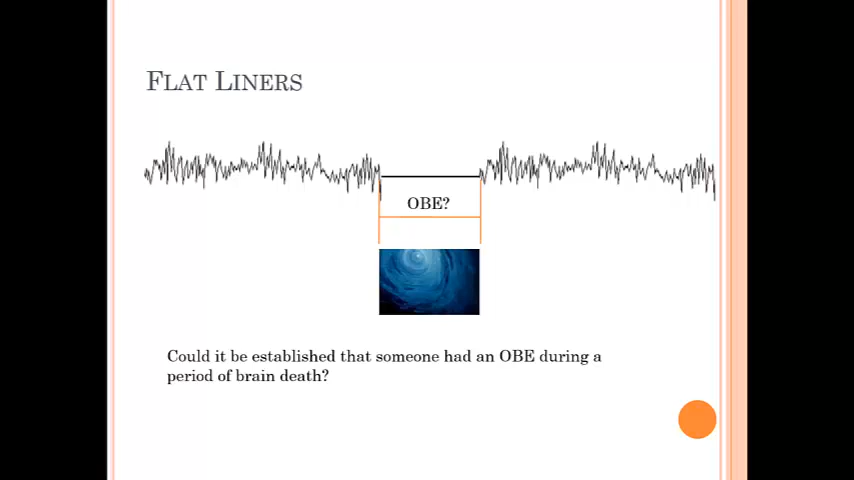 FLAT LINERS
OBE?
Could it be established that someone had an OBE during a
period of brain death?